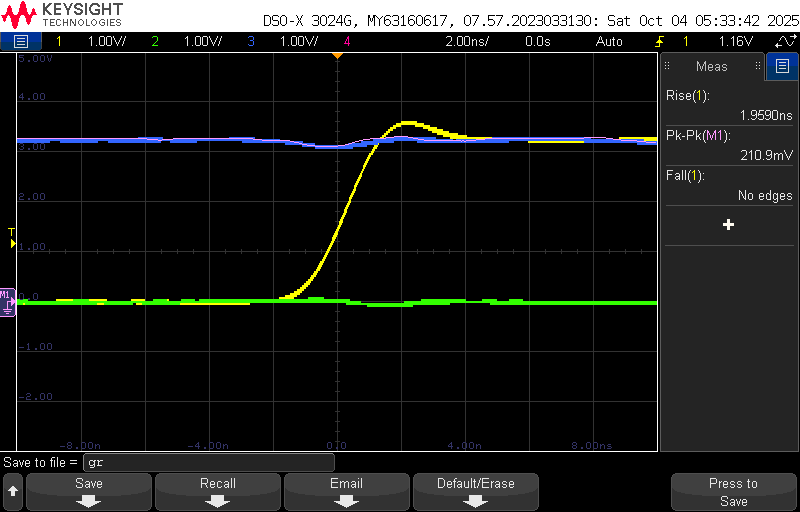 KEYSIGHT
TECHNOLOGIES
DSO-X 3024G, MY63160617, 07.57.2023033130: Sat Oct 04 05:33:42 2025
1 1.00V/ 2 1.00V/ 3 1.00V/ 4 2.00ns/ 0.0s Auto 1 1.16V
5.00V
4.00
3.00
2.00
T
1.00
M1
0.0
-1.00
-2.00
-8.00n -4.00n 0.0 4.00n 8.00ns
Meas
Rise(1):
1.9590ns
Pk-Pk(M1):
210.9mV
Fall(1):
No edges
+
Save to file = gr
Save Recall Email Default/Erase Press to
Save